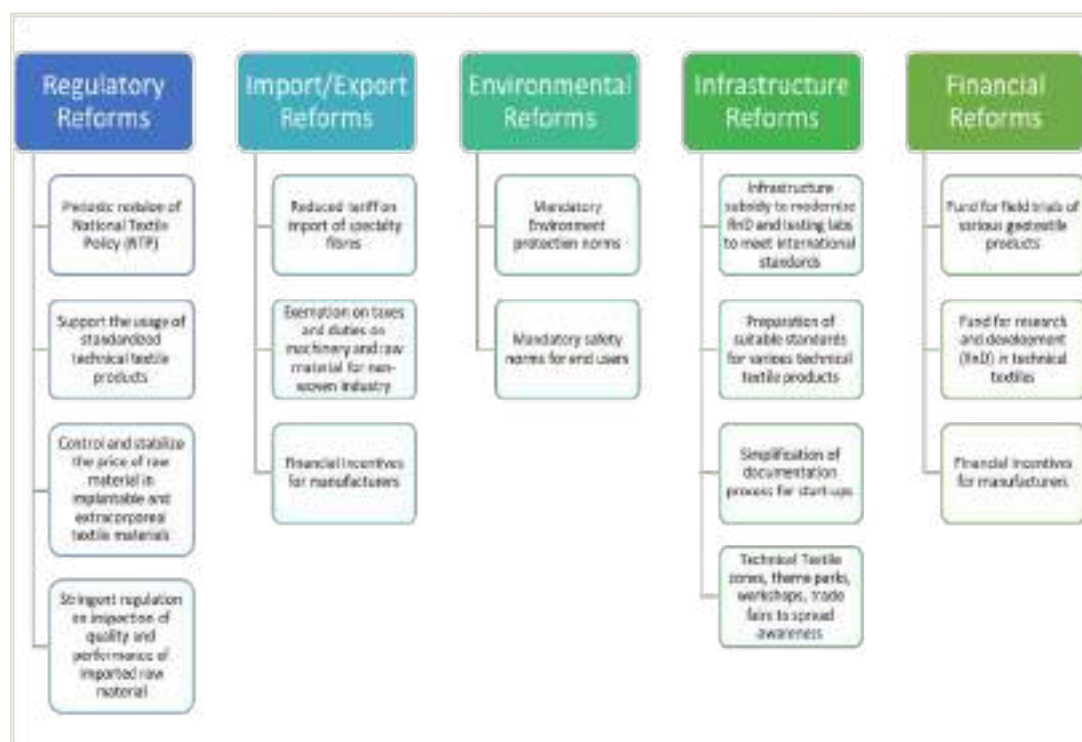 Regulatory
Reforms
Periodic revision of
National Textile
Policy (NTP)
Support the usage of
standardized
technical textile
products
Control and stabilize
the price of raw
material in
implantable and
extracorporeal
textile materials
Stringent regulation
on inspection of
quality and
performance of
imported raw
material
Import/Export
Reforms
Reduced tariff on
import of specialty
fibres
Exemption on taxes
and duties on
machinery and raw
material for non-
woven industry
Financial incentives
for manufacturers
Environmental
Reforms
Mandatory
Environment
protection norms
Mandatory safety
norms for end users
Infrastructure
Reforms
Infrastructure
subsidy to modernise
RnD and testing labs
to meet international
standards
Preparation of
suitable standards
for various technical
textile products
Simplification of
documentation
process for start-ups
Technical Textile
zones, theme parks,
workshops, trade
fairs to spread
awareness
Financial
Reforms
Fund for field trials of
various geotextile
products
Fund for research
and development
(RnD) in technical
textiles
Financial incentives
for manufacturers